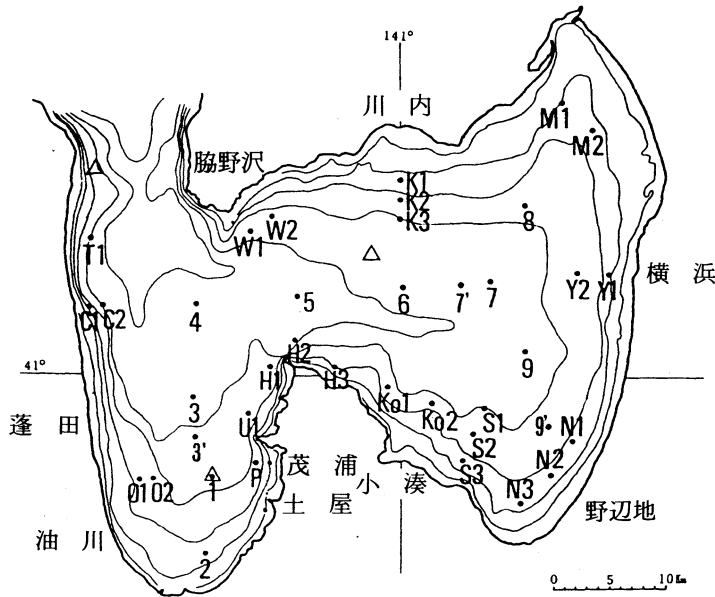 141°
川 内
M1
M2
脇野沢
K1
K2
K3
8
W2
W1
T1
横 浜
Y2
Y1
C1
C2
4
5
6
7'
7
H2
9
41°
H1
H3
Ko1
Ko2
S1
3
蓬 田
U1
9'
N1
3'
S2
茂 浦
P
S3
N2
小 湊
O1
O2
1
N3
土 屋
野辺地
油 川
2
0 5 10 Km